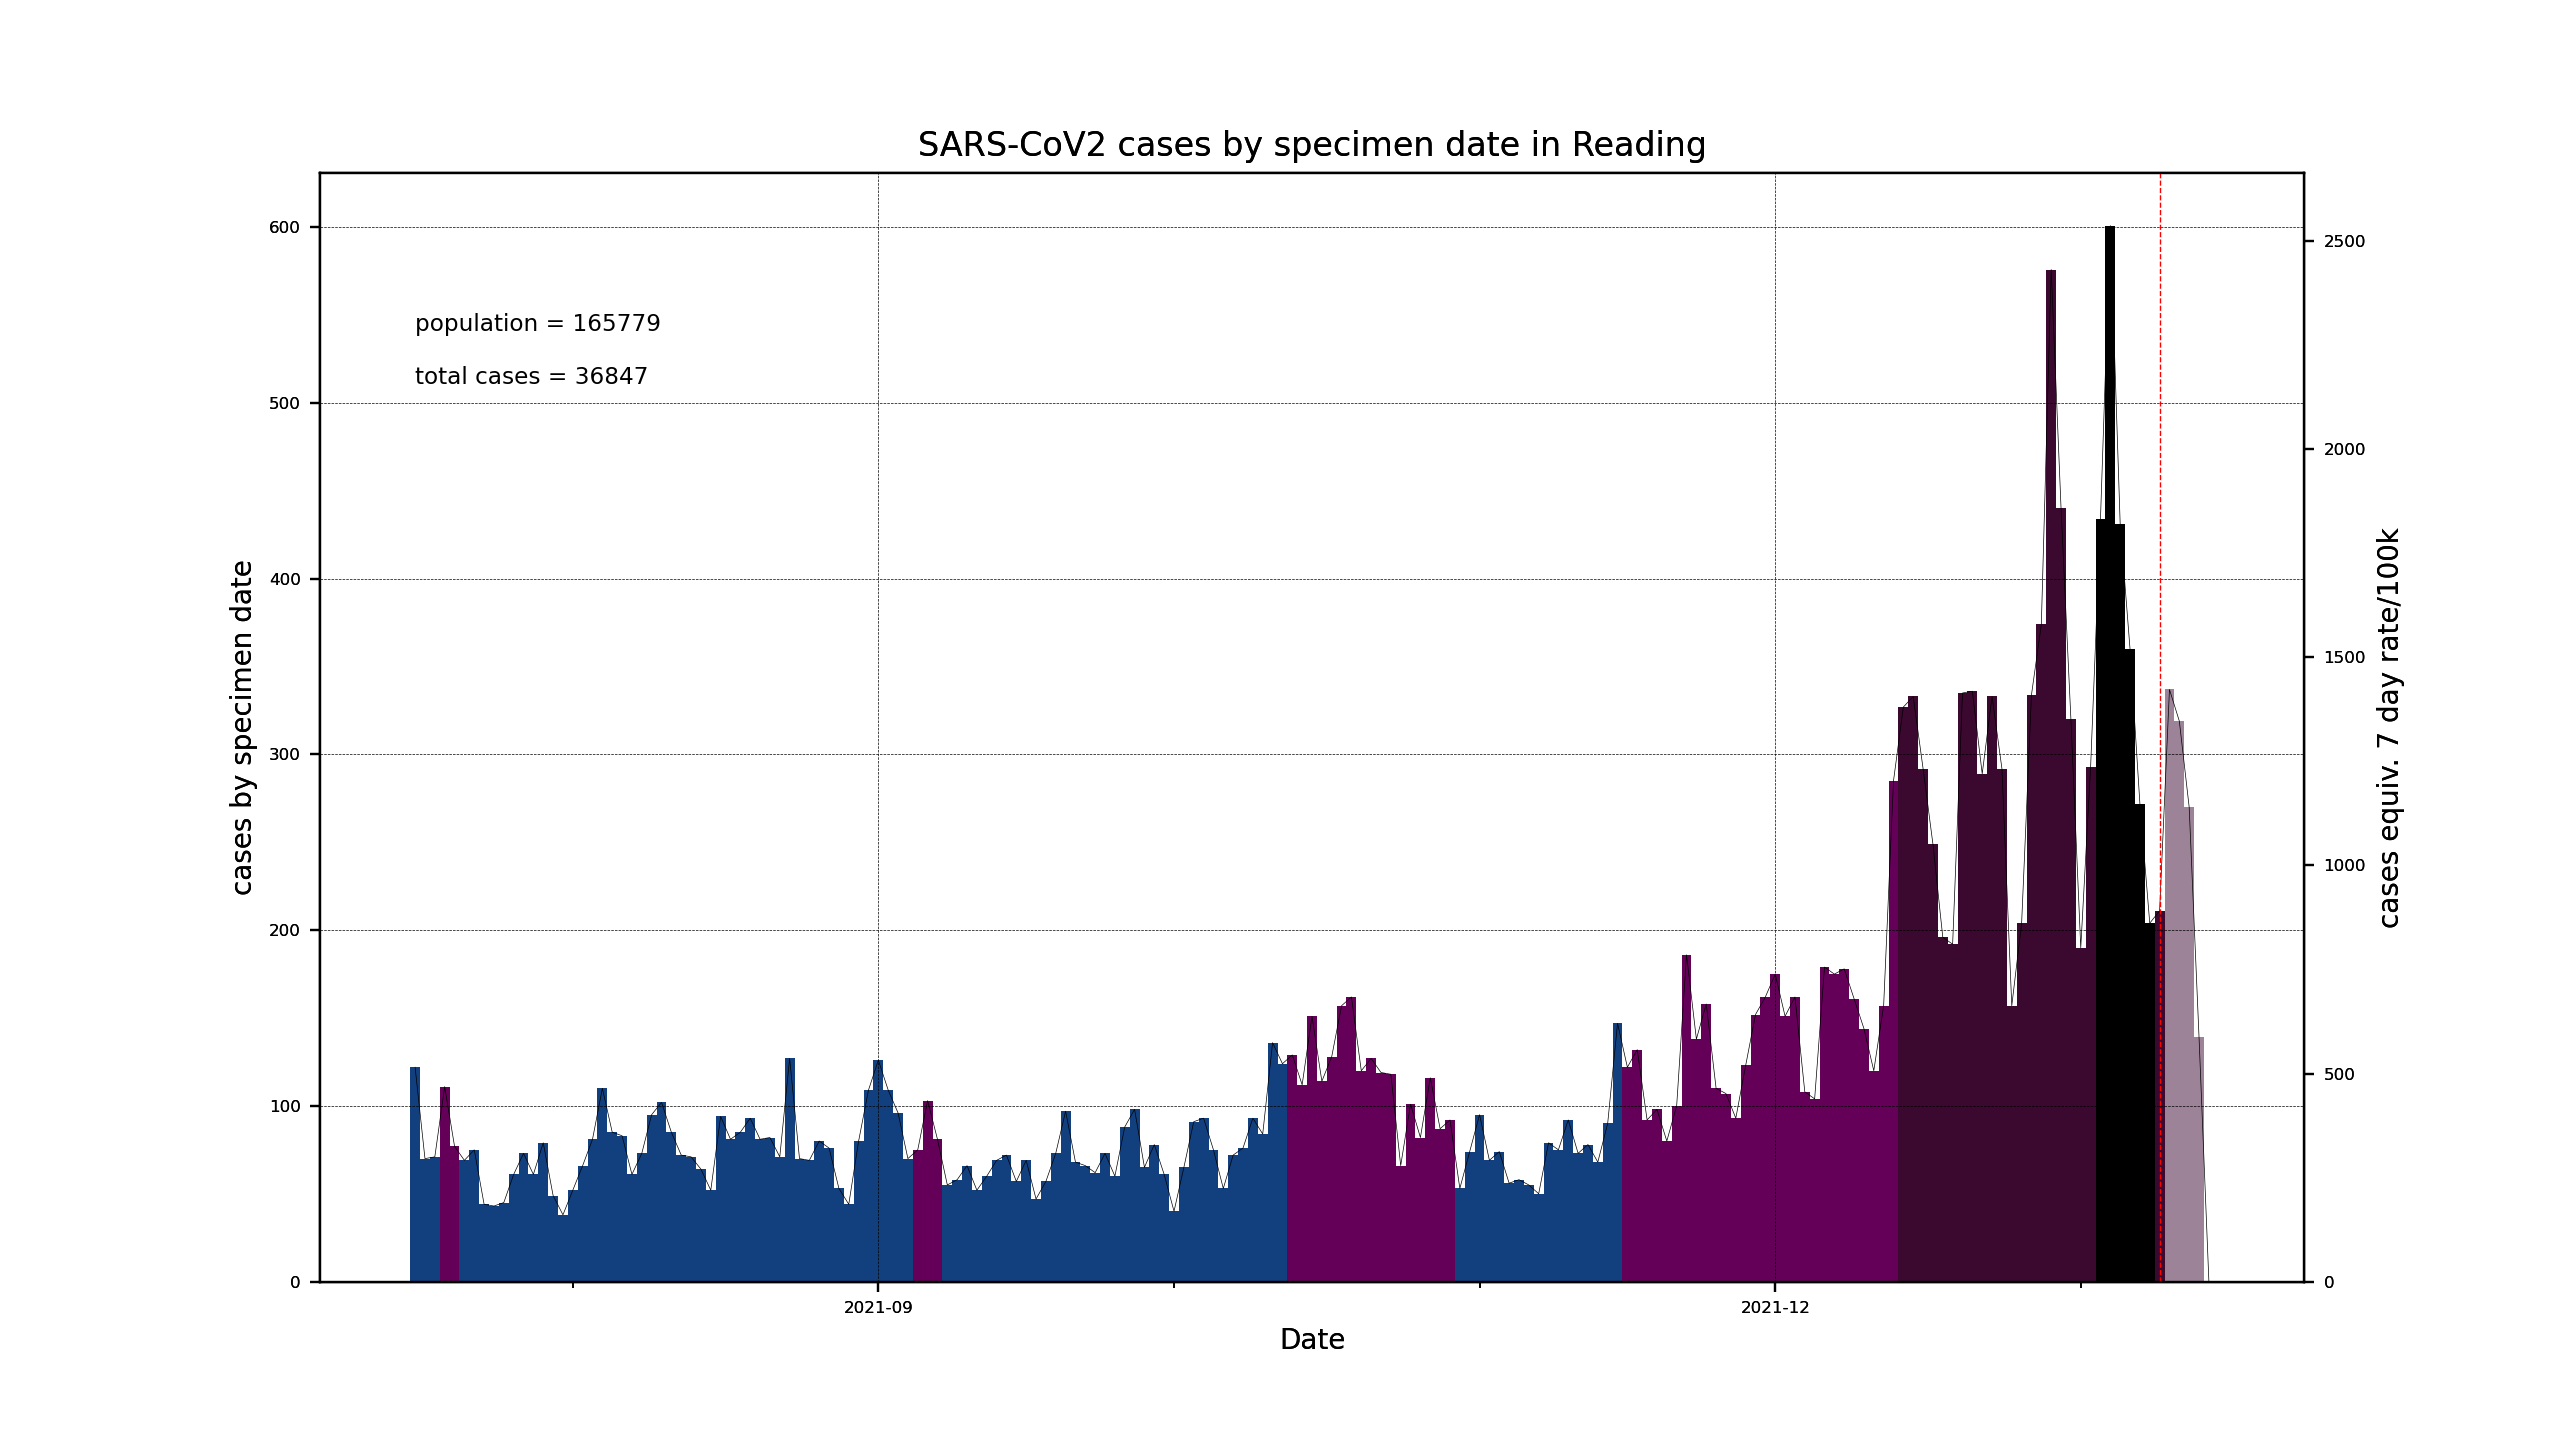 SARS-CoV2 cases by specimen date in Reading
population = 165779
total cases = 36847
cases by specimen date
600
500
400
300
200
100
0
2500
2000
1500
1000
500
0
cases equiv. 7 day rate/100k
2021-09
2021-12
Date